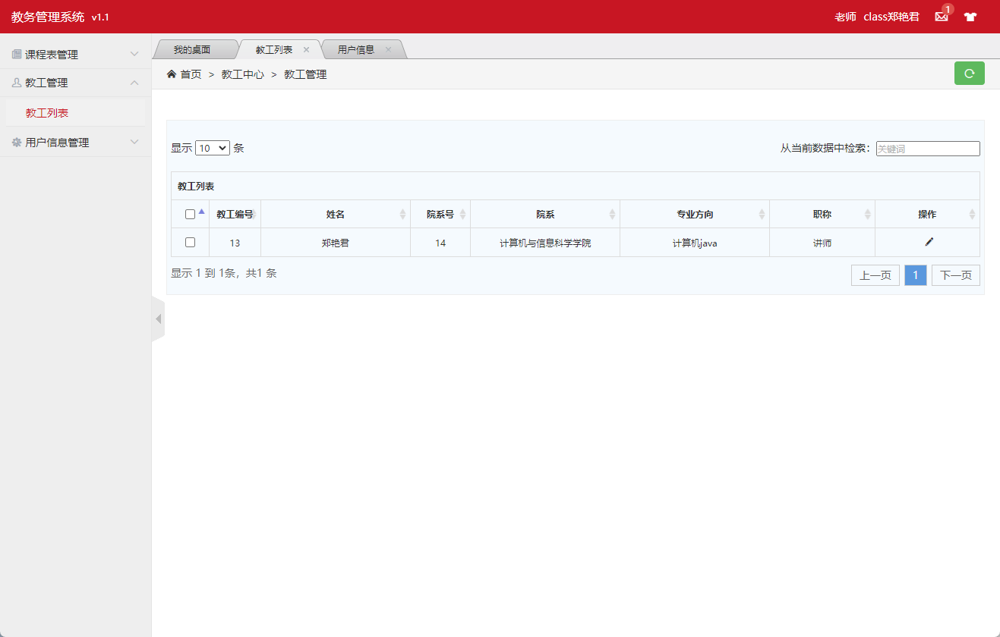 教务管理系统 v1.1
老师 class郑艳君 1
课程表管理
教工管理
教工列表
用户信息管理
我的桌面 教工列表 × 用户信息 ×
首页 > 教工中心 > 教工管理
显示 10 条
从当前数据中检索： 关键词
教工列表
教工编号 姓名 院系号 院系 专业方向 职称 操作
13 郑艳君 14 计算机与信息科学学院 计算机java 讲师
显示 1 到 1条，共1 条
上一页 1 下一页